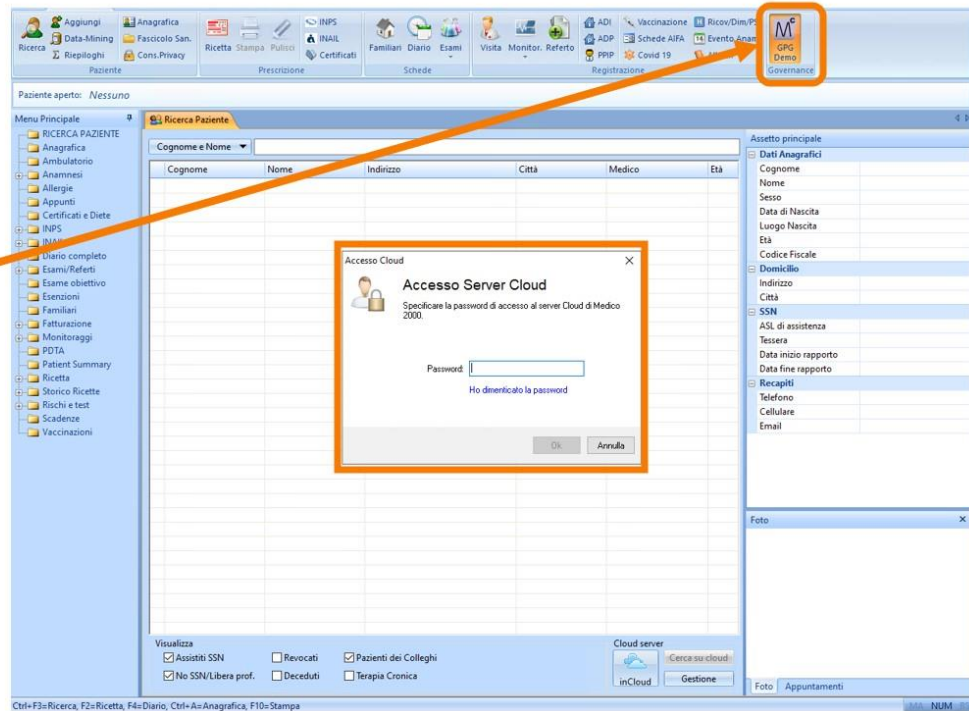 Aggiungi
Data-Mining
Riepiloghi
Ricerca
Paziente
Anagrafica
Fascicolo San.
Cons.Privacy
Ricetta Stampa Pulisci
INPS
INAIL
Certificati
Prescrizione
Familiari Diario Esami
Schede
Visita Monitor. Referto
ADI
ADP
PPIP
Vaccinazione
Schede AIFA
Covid 19
Ricov/Dim/PS
Evento Anam
Registrazione
M c
GPG
Demo
Governance
Paziente aperto: Nessuno
Menu Principale
RICERCA PAZIENTE
Anagrafica
Ambulatorio
Anamnesi
Allergie
Appunti
Certificati e Diete
INPS
INAIL
Diario completo
Esami/Referti
Esame obiettivo
Esenzioni
Familiari
Fatturazione
Monitoraggi
PDTA
Patient Summary
Ricetta
Storico Ricette
Rischi e test
Scadenze
Vaccinazioni
Ricerca Paziente
Cognome e Nome
Cognome Nome Indirizzo Città Medico Età
Accesso Cloud
Accesso Server Cloud
Specificare la password di accesso al server Cloud di Medico
2000.
Password:
Ho dimenticato la password
Ok Annulla
Visualizza
Assistiti SSN Revocati Pazienti dei Colleghi
No SSN/Libera prof. Deceduti Terapia Cronica
Cloud server
inCloud
Cerca su cloud
Gestione
Assetto principale
Dati Anagrafici
Cognome
Nome
Sesso
Data di Nascita
Luogo Nascita
Età
Codice Fiscale
Domicilio
Indirizzo
Città
SSN
ASL di assistenza
Tessera
Data inizio rapporto
Data fine rapporto
Recapiti
Telefono
Cellulare
Email
Foto
Foto Appuntamenti
Ctrl+F3=Ricerca, F2=Ricetta, F4=Diario, Ctrl+A=Anagrafica, F10=Stampa
MA NUM